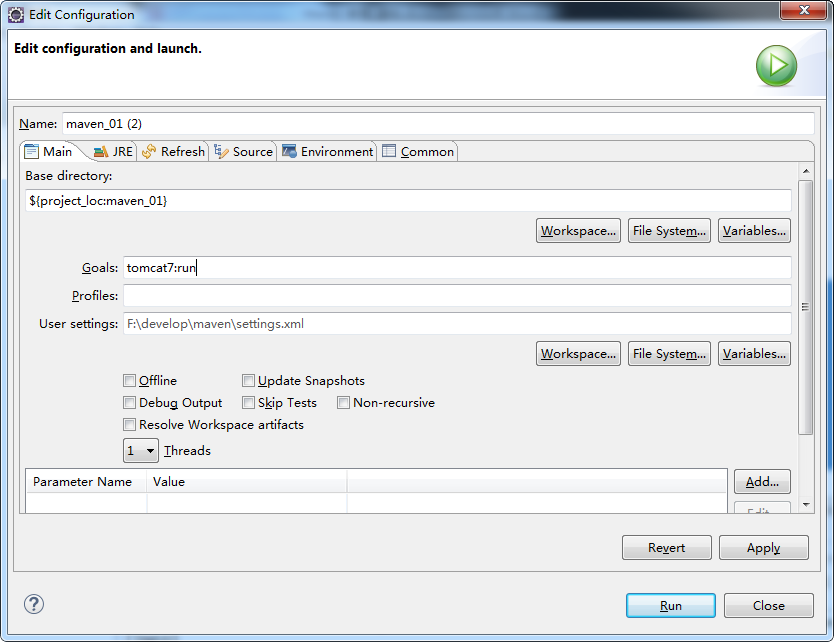 Edit Configuration
Edit configuration and launch.
Name: maven_01 (2)
Main JRE Refresh Source Environment Common
Base directory:
${project_loc:maven_01}
Workspace... File System... Variables...
Goals: tomcat7:run
Profiles:
User settings: F:\develop\maven\settings.xml
Workspace... File System... Variables...
Offline Update Snapshots
Debug Output Skip Tests Non-recursive
Resolve Workspace artifacts
1 Threads
Parameter Name Value Add...
Edit...
Revert Apply
? Run Close